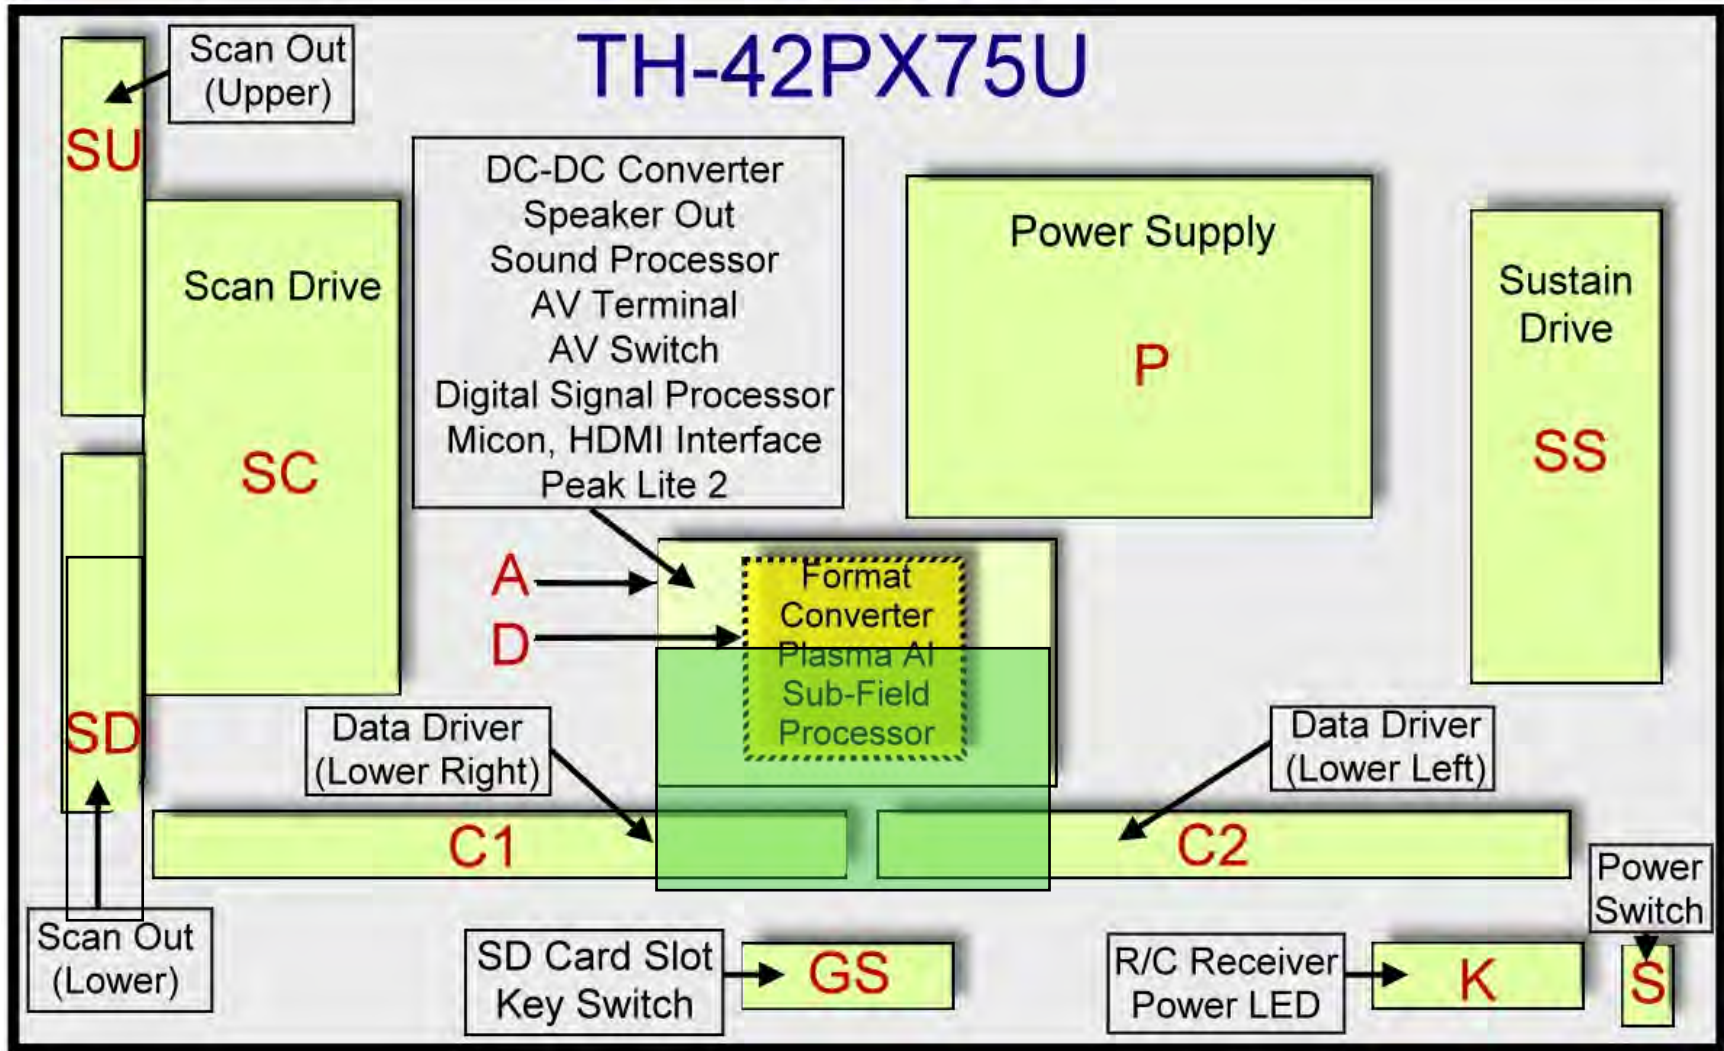 TH-42PX75U
Scan Out
(Upper)
SU
DC-DC Converter
Speaker Out
Sound Processor
AV Terminal
AV Switch
Digital Signal Processor
Micon, HDMI Interface
Peak Lite 2
Scan Drive
SC
Power Supply
P
Sustain
Drive
SS
A
D
Format
Converter
Plasma AI
Sub-Field
Processor
SD
Data Driver
(Lower Right)
Data Driver
(Lower Left)
C1
C2
Power
Switch
Scan Out
(Lower)
SD Card Slot
Key Switch
GS
R/C Receiver
Power LED
K
S